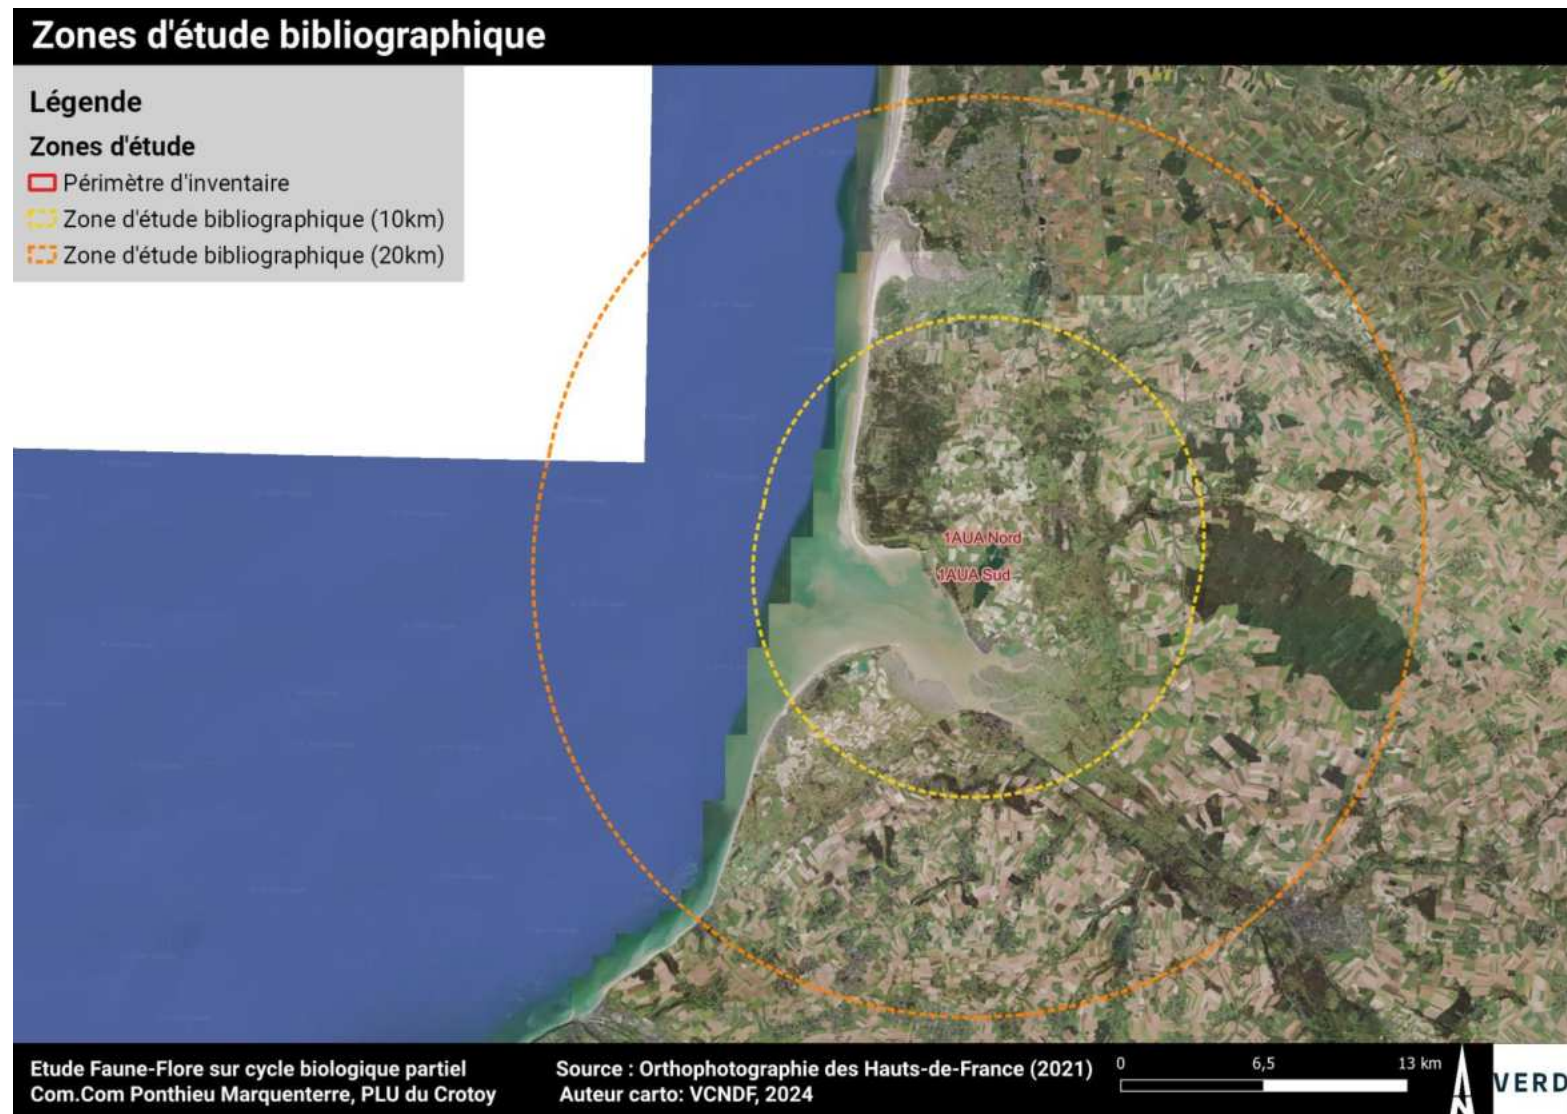 Zones d'étude bibliographique
Légende
Zones d'étude
Périmètre d'inventaire
Zone d'étude bibliographique (10km)
Zone d'étude bibliographique (20km)
1AUA Nord
1AUA Sud
Etude Faune-Flore sur cycle biologique partiel
Com.Com Ponthieu Marquenterre, PLU du Crotoy
Source : Orthophotographie des Hauts-de-France (2021)
Auteur carto: VCNDF, 2024
0 6,5 13 km
N
VERD